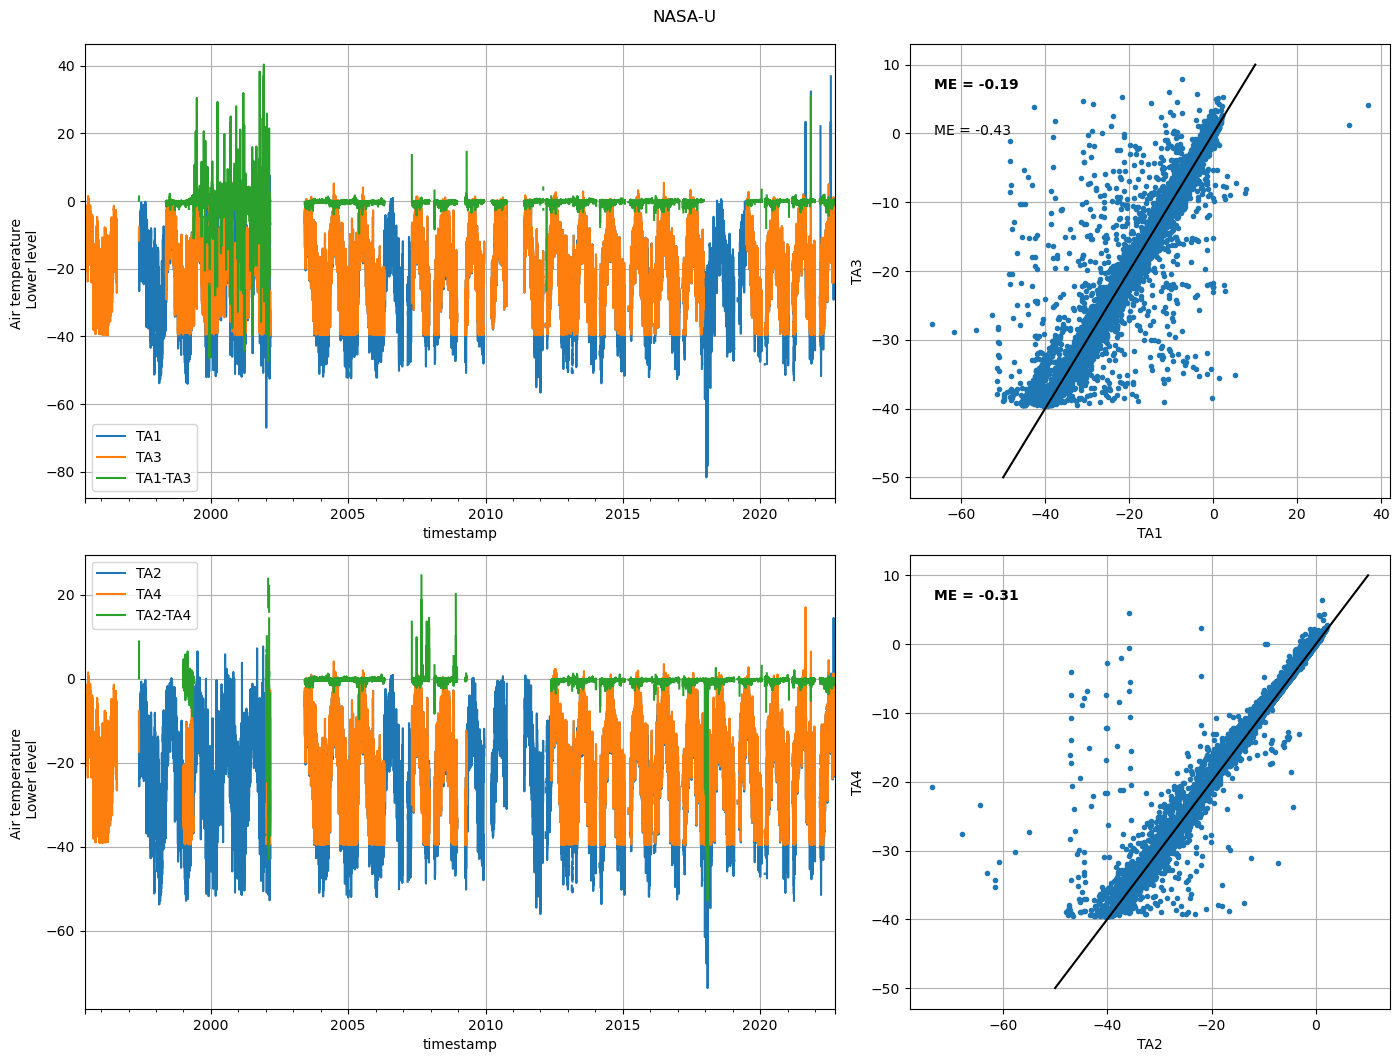 NASA-U
40
20
0
−20
−40
−60
−80
Air temperature
Lower level
TA1
TA3
TA1-TA3
2000
2005
2010
2015
2020
timestamp
10
0
−10
−20
−30
−40
−50
TA3
ME = -0.19
ME = -0.43
−60
−40
−20
0
20
40
TA1
20
0
−20
−40
−60
Air temperature
Lower level
TA2
TA4
TA2-TA4
2000
2005
2010
2015
2020
timestamp
10
0
−10
−20
−30
−40
−50
TA4
ME = -0.31
−60
−40
−20
0
TA2